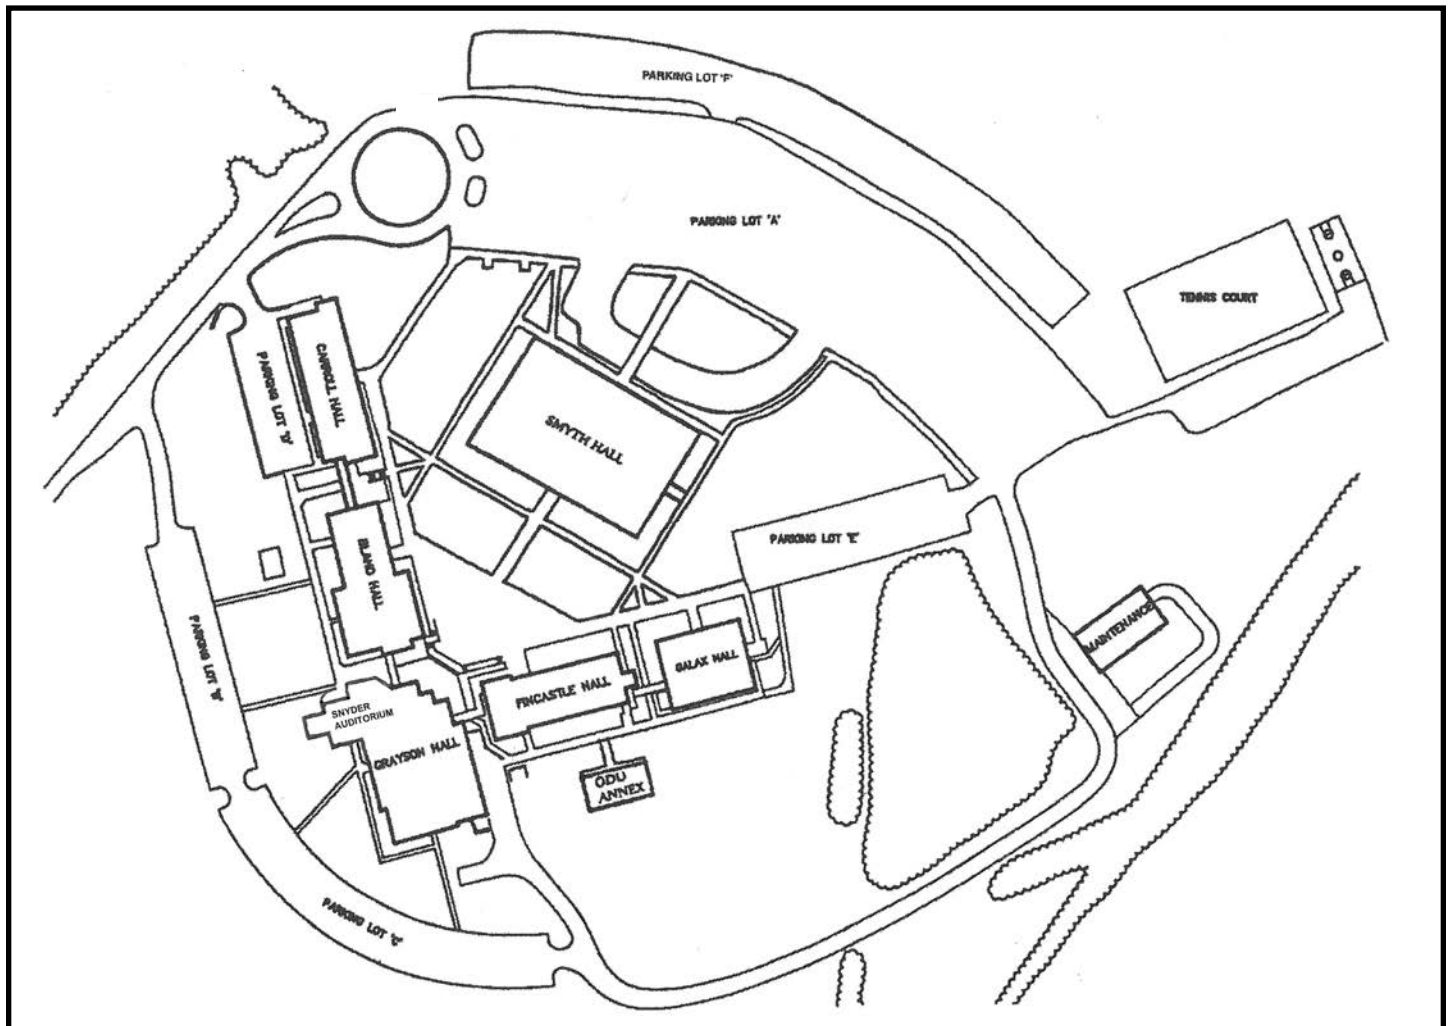 PARKING LOT "F"
PARKING LOT "A"
TENNIS COURT
CARROLL HALL
PARKING LOT "D"
SMYTH HALL
PARKING LOT "E"
BLAND HALL
MAINTENANCE
PARKING LOT "B"
GALAX HALL
FINCASTLE HALL
SNYDER
AUDITORIUM
GRAYSON HALL
ODU
ANNEX
PARKING LOT "C"